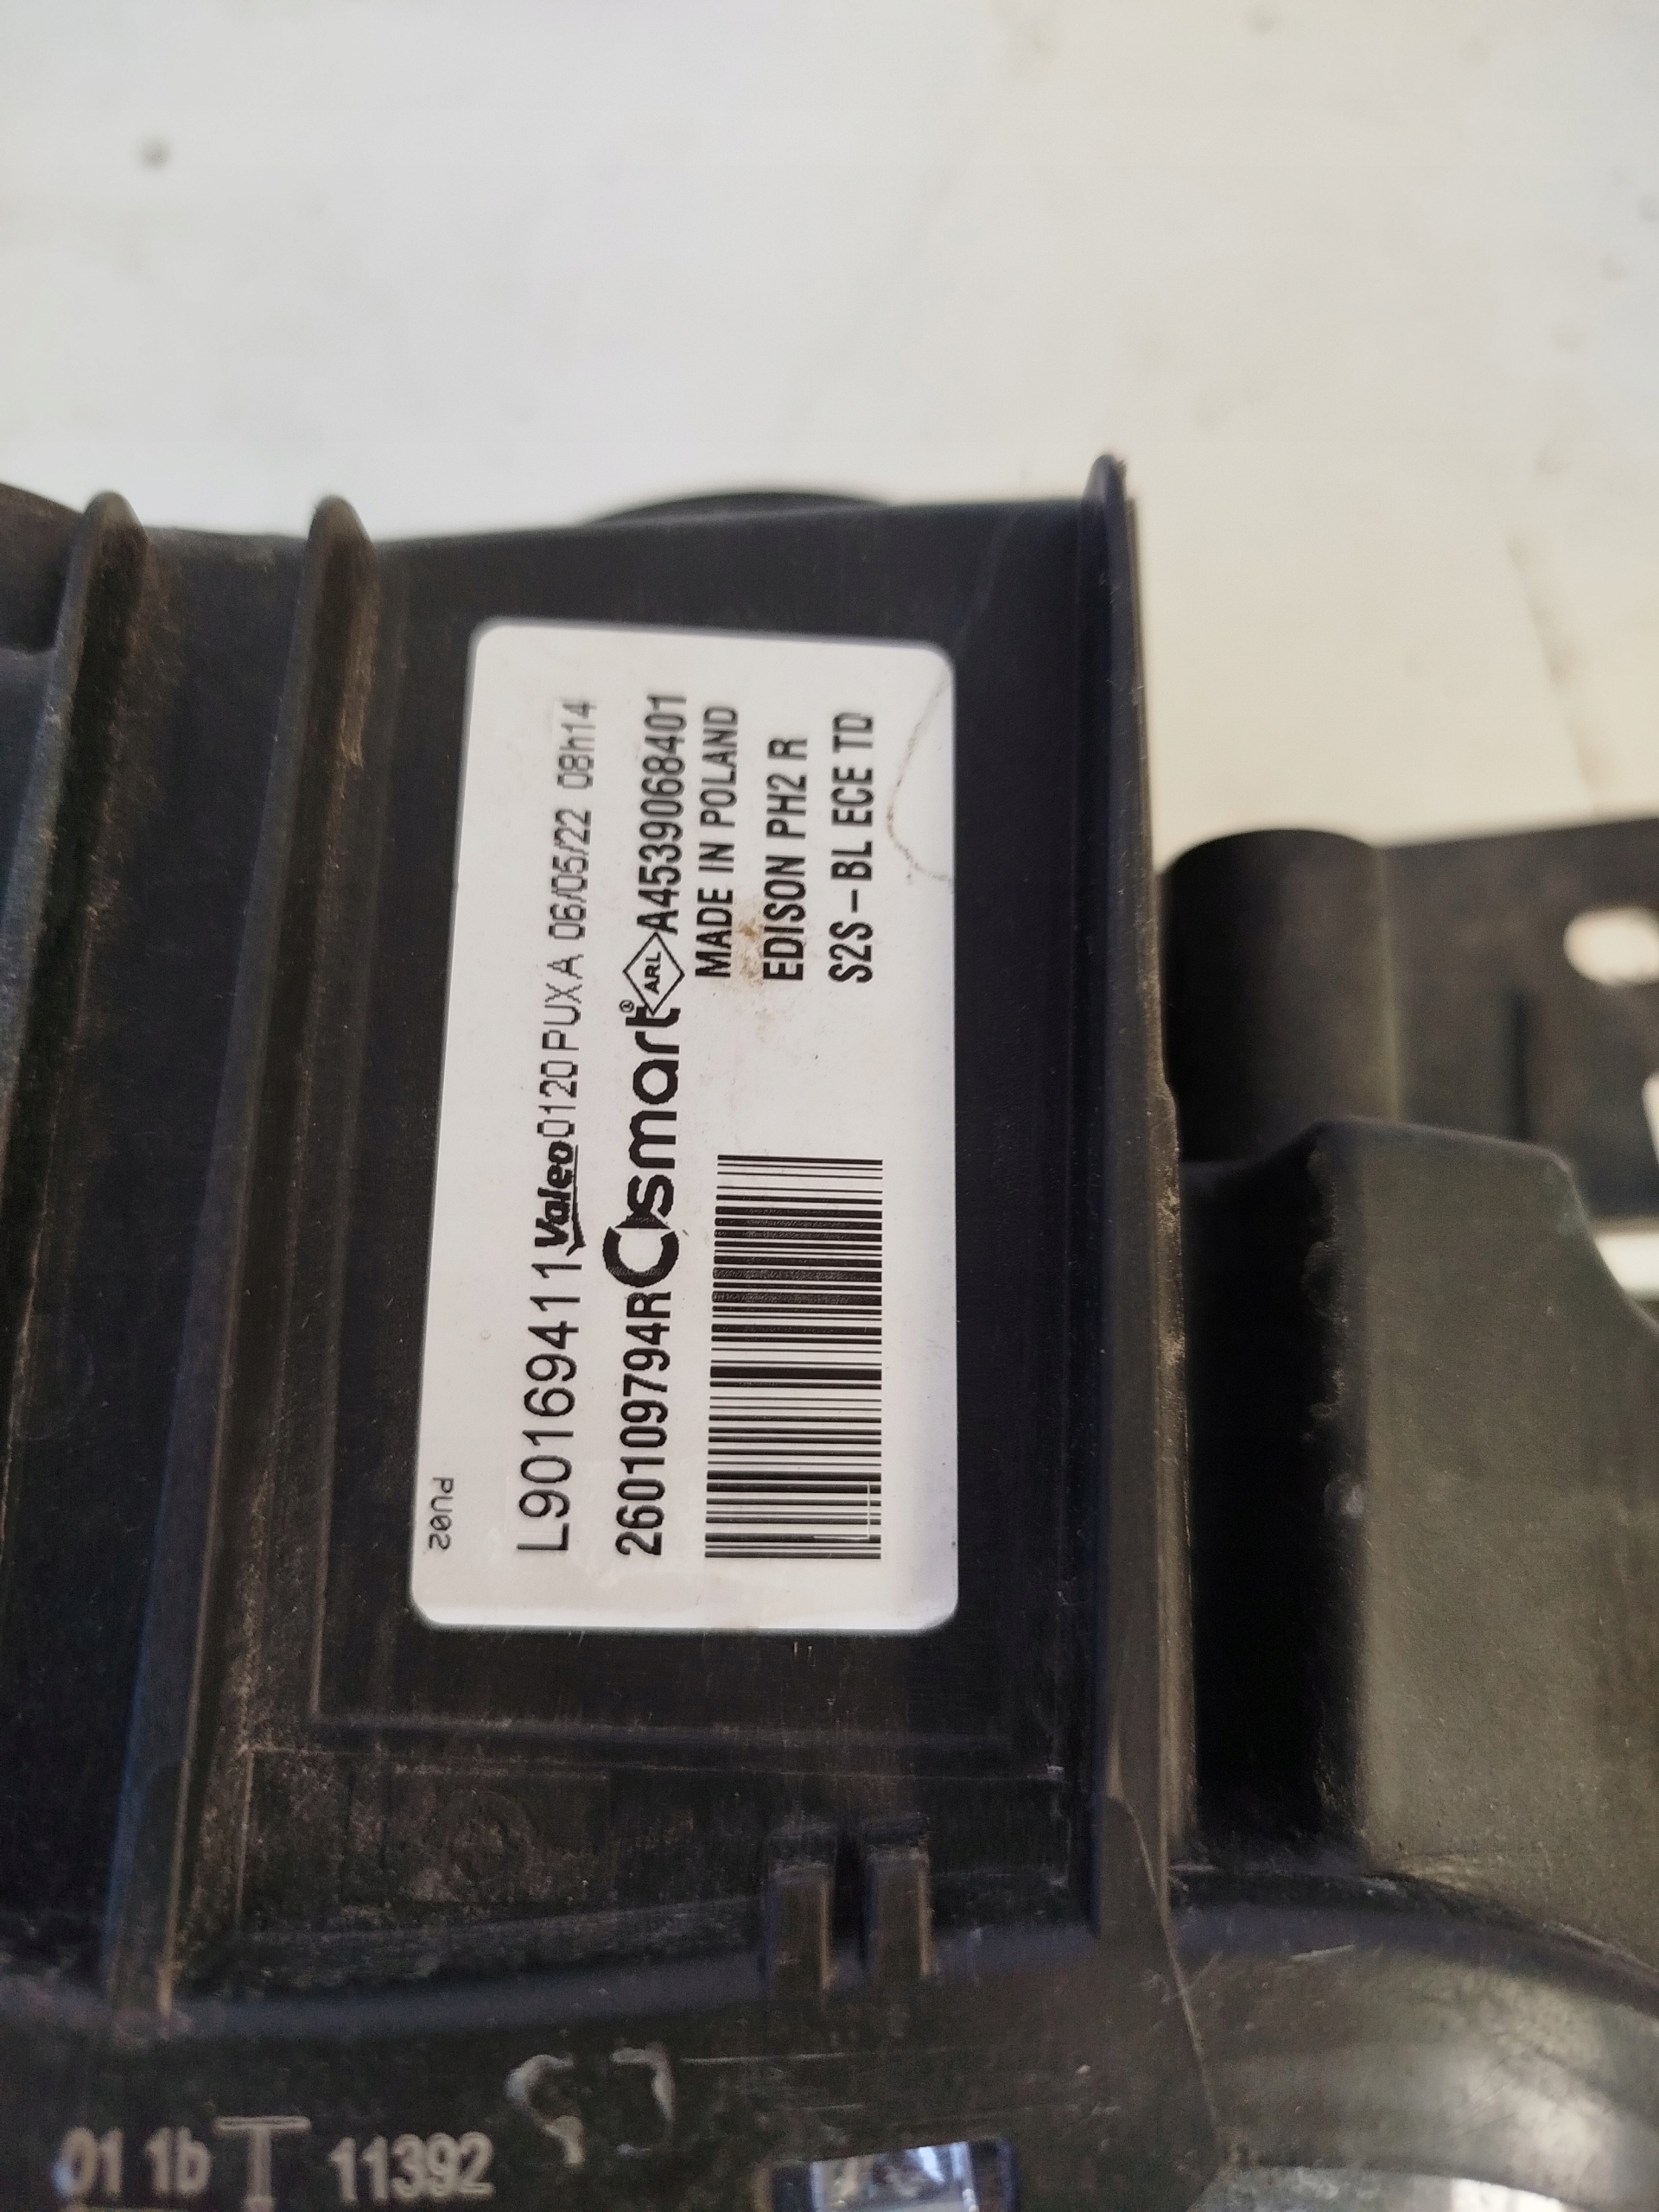 PU02
L90169411 Valeo 0120 PUX A 06/05/22 08h14
260109794R smart® ARL A4539068401
MADE IN POLAND
EDISON PH2 R
S2S-BL ECE TD
01 1b 11392